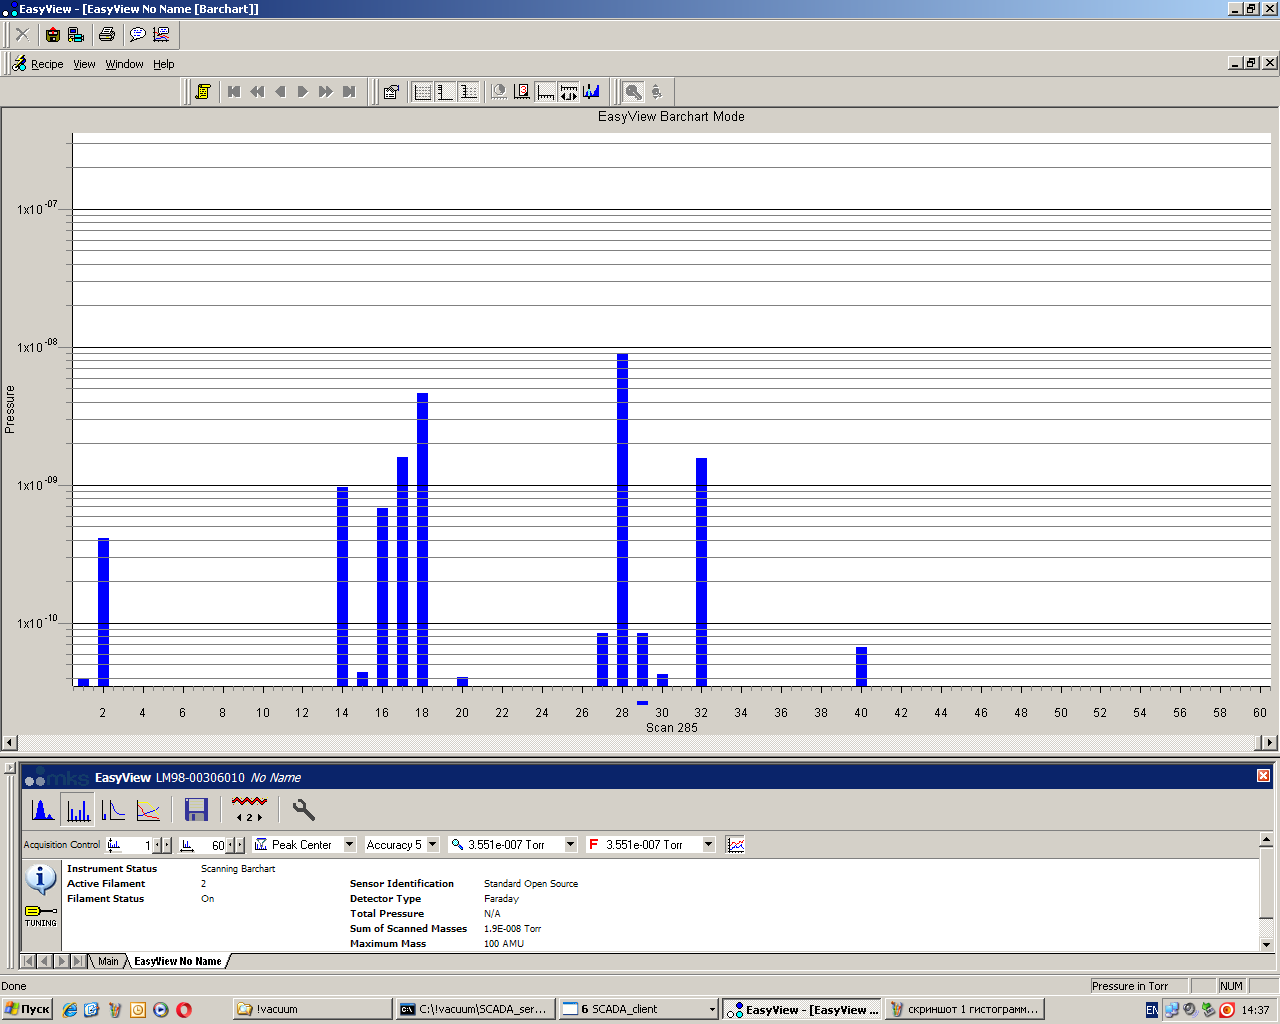 EasyView - [EasyView No Name [Barchart]]
Recipe View Window Help
EasyView Barchart Mode
1x10 -07
1x10 -08
1x10 -09
1x10 -10
Pressure
2 4 6 8 10 12 14 16 18 20 22 24 26 28 30 32 34 36 38 40 42 44 46 48 50 52 54 56 58 60
Scan 285
mks EasyView LM98-00306010 No Name
2
Acquisition Control 1 60 Peak Center Accuracy 5 3.551e-007 Torr F 3.551e-007 Torr
Instrument Status Scanning Barchart
Active Filament 2 Sensor Identification Standard Open Source
Filament Status On Detector Type Faraday
TUNING
Total Pressure N/A
Sum of Scanned Masses 1.9E-008 Torr
Maximum Mass 100 AMU
Main EasyView No Name
Done Pressure in Torr NUM
Пуск !vacuum C:\!vacuum\SCADA_ser... 6 SCADA_client EasyView - [EasyView ... скриншот 1 гистограмм... EN 14:37